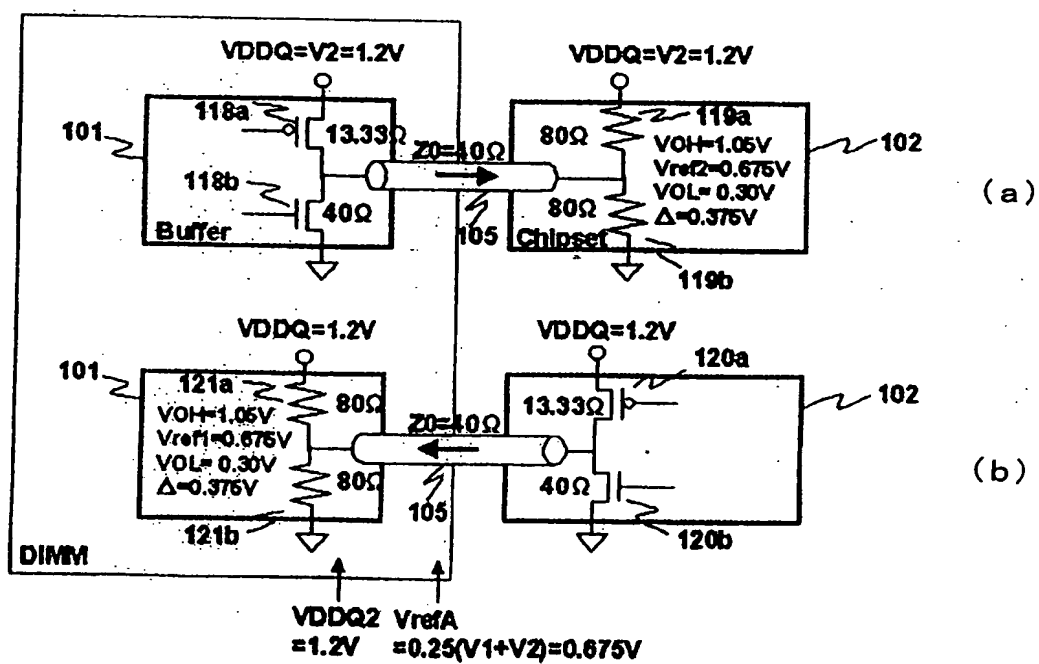 VDDQ=V2=1.2V
VDDQ=V2=1.2V
118a
13.33Ω
101
118b
40Ω
Buffer
Z0=40Ω
105
119a
80Ω
VOH=1.05V
Vref2=0.675V
VOL= 0.30V
Δ=0.375V
80Ω
Chipset
119b
102
(a)
VDDQ=1.2V
VDDQ=1.2V
101
121a
80Ω
VOH=1.05V
Vref1=0.675V
VOL= 0.30V
Δ=0.375V
80Ω
121b
Z0=40Ω
105
120a
13.33Ω
40Ω
120b
102
(b)
DIMM
VDDQ2
=1.2V
VrefA
=0.25(V1+V2)=0.675V